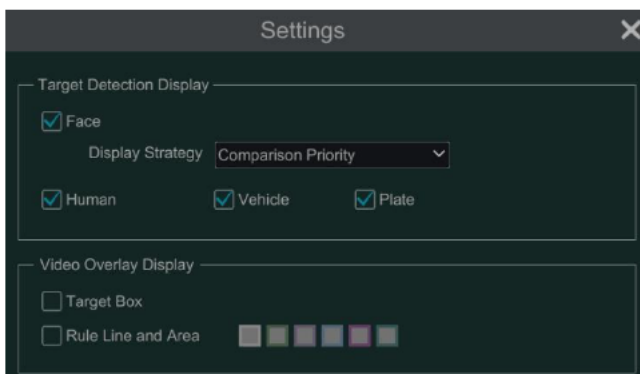 Settings
Target Detection Display
Face
Display Strategy Comparison Priority
Human Vehicle Plate
Video Overlay Display
Target Box
Rule Line and Area